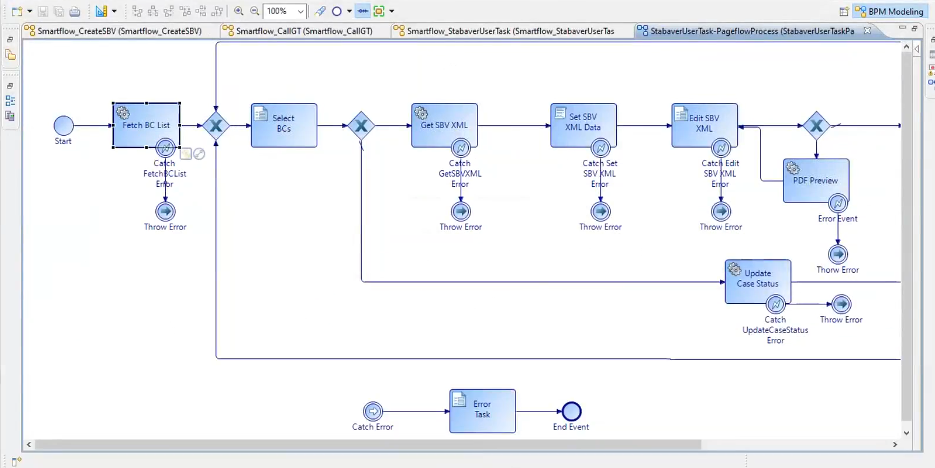 100%
BPM Modeling
Smartflow_CreateSBV (SmartFlow_CreateSBV)
Smartflow_CallGT (SmartFlow_CallGT)
Smartflow_StabaverUserTask (Smartflow_StabaverUserTas
StabaverUserTask-PageflowProcess (StabaverUserTaskPa
Start
Fetch BC List
Catch
FetchBCList
Error
Throw Error
Select
BCs
Get SBV XML
Catch
GetSBVXML
Error
Throw Error
Set SBV
XML Data
Catch Set
SBV XML
Error
Throw Error
Edit SBV
XML
Catch Edit
SBV XML
Error
Throw Error
PDF Preview
Error Event
Thorw Error
Update
Case Status
Catch
UpdateCaseStatus
Error
Throw Error
Catch Error
Error
Task
End Event